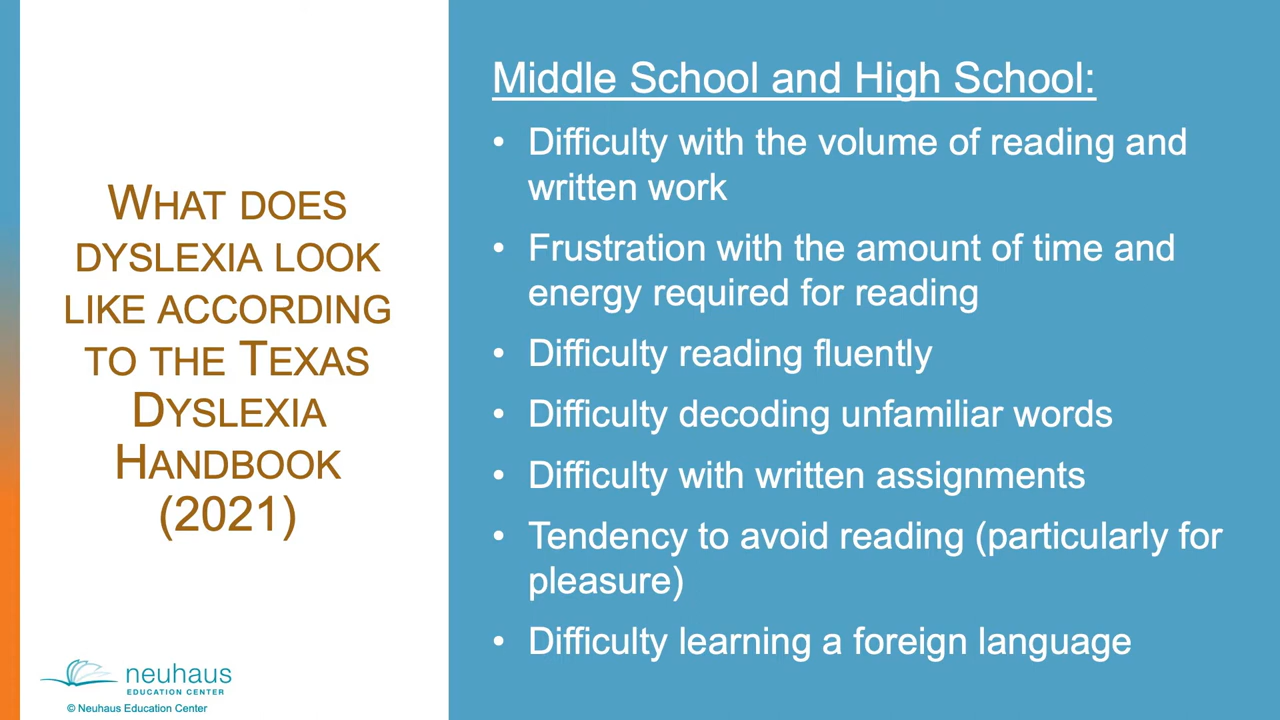 WHAT DOES
DYSLEXIA LOOK
LIKE ACCORDING
TO THE TEXAS
DYSLEXIA
HANDBOOK
(2021)
neuhaus
EDUCATION CENTER
© Neuhaus Education Center
Middle School and High School:
• Difficulty with the volume of reading and
written work
• Frustration with the amount of time and
energy required for reading
• Difficulty reading fluently
• Difficulty decoding unfamiliar words
• Difficulty with written assignments
• Tendency to avoid reading (particularly for
pleasure)
• Difficulty learning a foreign language